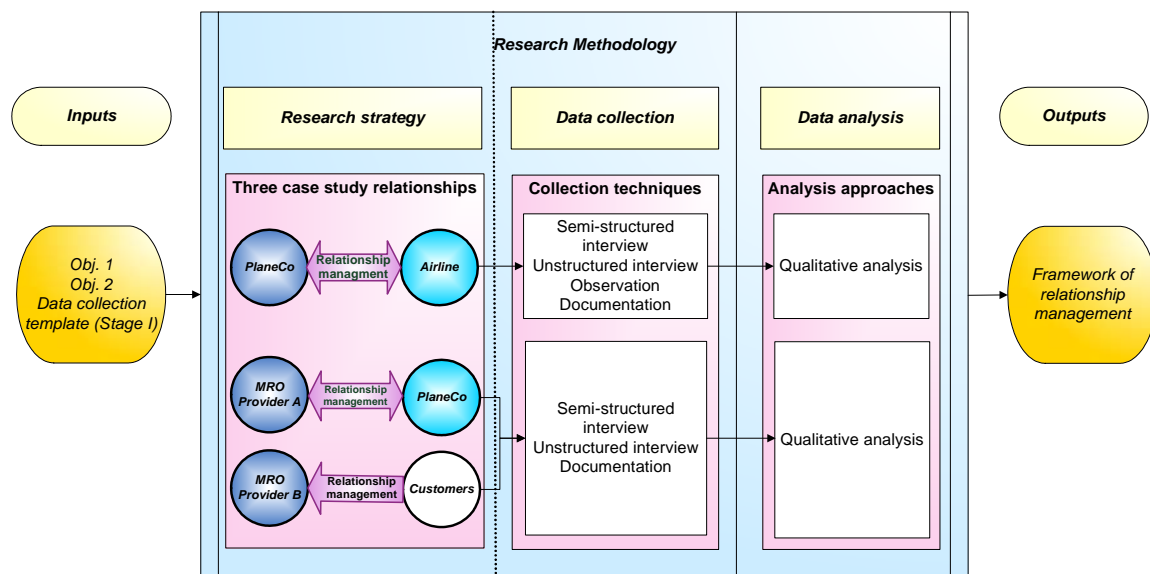 Research Methodology
Inputs
Research strategy
Data collection
Data analysis
Outputs
Three case study relationships
Collection techniques
Analysis approaches
Obj. 1
Obj. 2
Data collection
template (Stage I)
PlaneCo
Relationship
managment
Airline
Semi-structured
interview
Unstructured interview
Observation
Documentation
Qualitative analysis
Framework of
relationship
management
MRO
Provider A
Relationship
management
PlaneCo
MRO
Provider B
Relationship
management
Customers
Semi-structured
interview
Unstructured interview
Documentation
Qualitative analysis